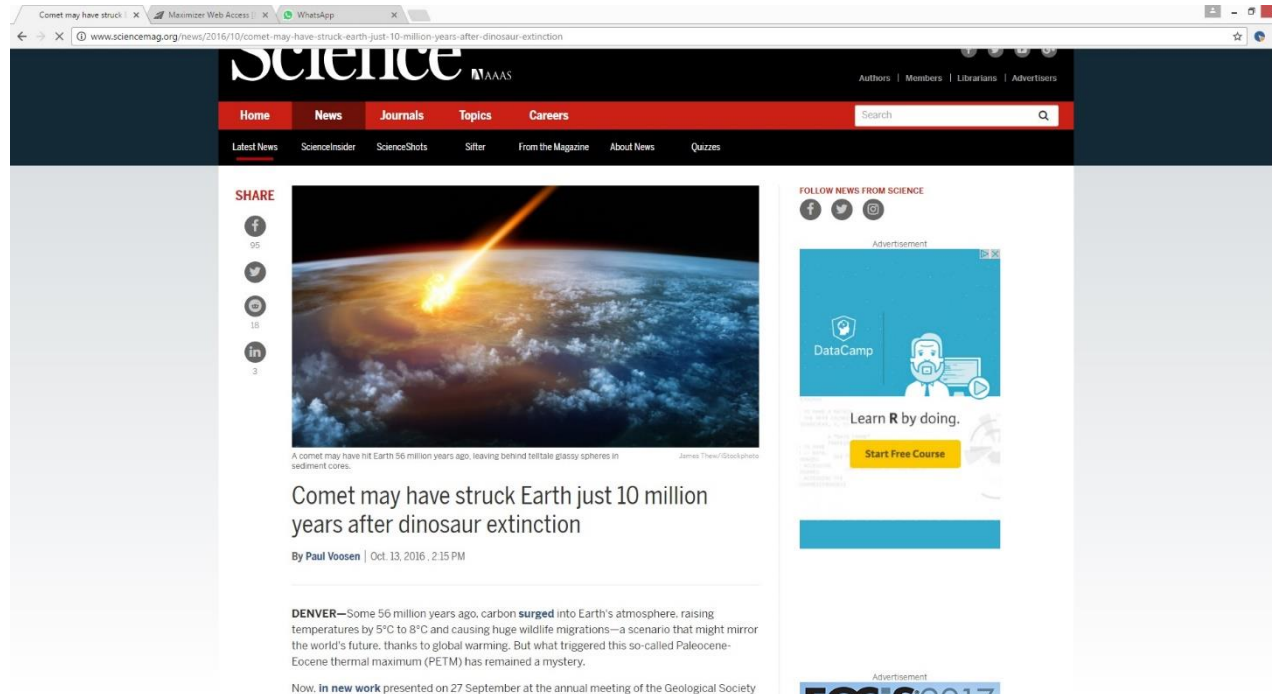 Comet may have struck E
Maximizer Web Access ||
WhatsApp
www.sciencemag.org/news/2016/10/comet-may-have-struck-earth-just-10-million-years-after-dinosaur-extinction
Science AAAS
Authors | Members | Librarians | Advertisers
Home News Journals Topics Careers
Search
Latest News ScienceInsider ScienceShots Sifter From the Magazine About News Quizzes
SHARE
95
18
3
A comet may have hit Earth 56 million years ago, leaving behind telltale glassy spheres in
sediment cores.
James Thew/iStockphoto
Comet may have struck Earth just 10 million
years after dinosaur extinction
By Paul Voosen | Oct. 13, 2016 , 2:15 PM
DENVER—Some 56 million years ago, carbon surged into Earth's atmosphere, raising
temperatures by 5°C to 8°C and causing huge wildlife migrations—a scenario that might mirror
the world's future, thanks to global warming. But what triggered this so-called Paleocene-
Eocene thermal maximum (PETM) has remained a mystery.
Now, in new work presented on 27 September at the annual meeting of the Geological Society
FOLLOW NEWS FROM SCIENCE
Advertisement
DataCamp
Learn R by doing.
Start Free Course
Advertisement
2017